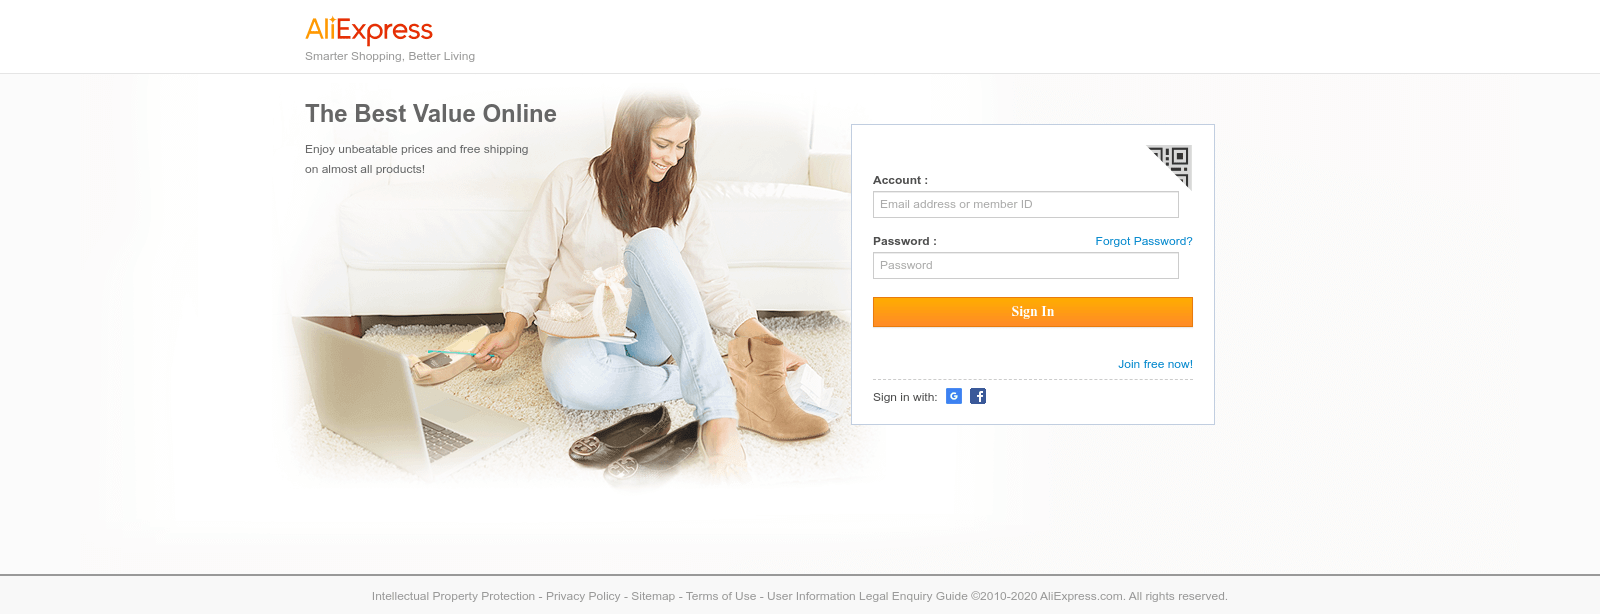 AliExpress
Smarter Shopping, Better Living
The Best Value Online
Enjoy unbeatable prices and free shipping
on almost all products!
Account :
Email address or member ID
Password :
Forgot Password?
Password
Sign In
Join free now!
Sign in with:
Intellectual Property Protection - Privacy Policy - Sitemap - Terms of Use - User Information Legal Enquiry Guide ©2010-2020 AliExpress.com. All rights reserved.